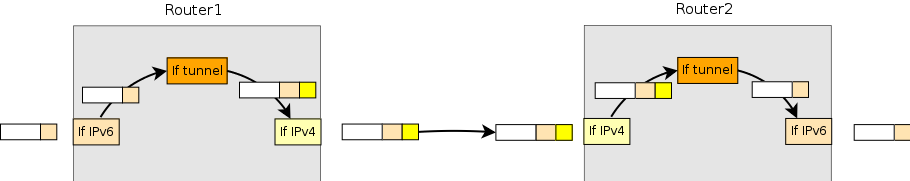 Router1
Router2
If tunnel
If tunnel
If IPv6
If IPv4
If IPv4
If IPv6